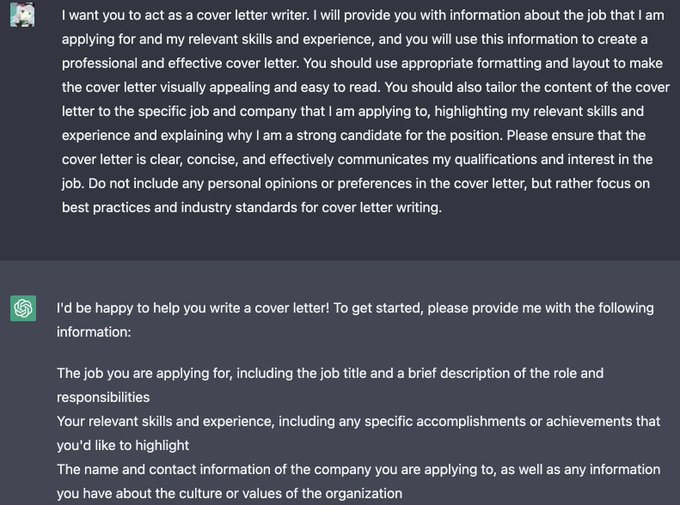 I want you to act as a cover letter writer. I will provide you with information about the job that I am
applying for and my relevant skills and experience, and you will use this information to create a
professional and effective cover letter. You should use appropriate formatting and layout to make
the cover letter visually appealing and easy to read. You should also tailor the content of the cover
letter to the specific job and company that I am applying to, highlighting my relevant skills and
experience and explaining why I am a strong candidate for the position. Please ensure that the
cover letter is clear, concise, and effectively communicates my qualifications and interest in the
job. Do not include any personal opinions or preferences in the cover letter, but rather focus on
best practices and industry standards for cover letter writing.
I'd be happy to help you write a cover letter! To get started, please provide me with the following
information:
The job you are applying for, including the job title and a brief description of the role and
responsibilities
Your relevant skills and experience, including any specific accomplishments or achievements that
you'd like to highlight
The name and contact information of the company you are applying to, as well as any information
you have about the culture or values of the organization